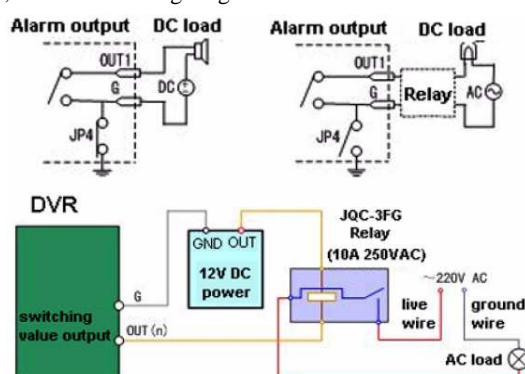 Alarm output
DC load
OUT1
G
DC
JP4
Alarm output
DC load
OUT1
G
Relay
AC
JP4
DVR
switching
value output
G
OUT (n)
GND OUT
12V DC
power
JQC-3FG
Relay
(10A 250VAC)
~220V AC
live
wire
ground
wire
AC load